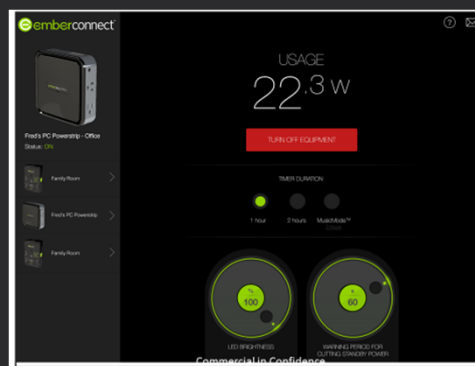 emberconnect
?
USAGE
22.3 W
TURN OFF EQUIPMENT
Fred's PC Powerstrip - Office
Status: ON
TIMER DURATION
Family Room
1 hour
2 hours
MusicMode™
Fred's PC Powerstrip
Family Room
100
60
LED BRIGHTNESS
WARNING PERIOD FOR
CUTTING STANDBY POWER
Commercial in Confidence